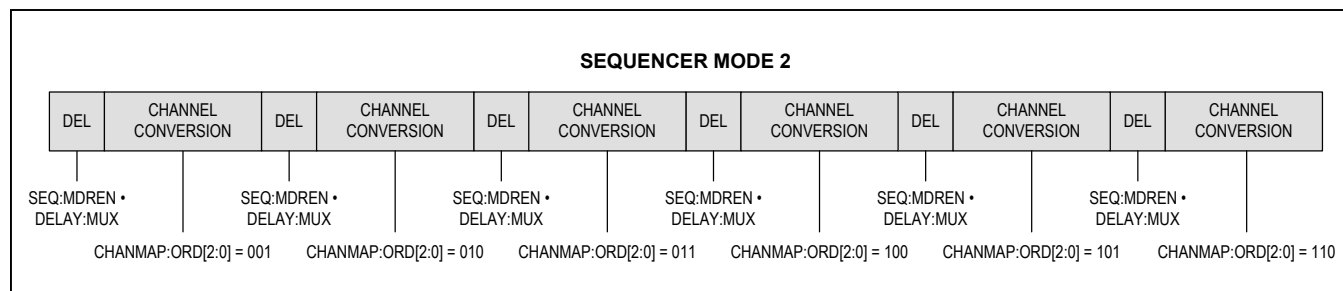 SEQUENCER MODE 2
DEL
CHANNEL
CONVERSION
DEL
CHANNEL
CONVERSION
DEL
CHANNEL
CONVERSION
DEL
CHANNEL
CONVERSION
DEL
CHANNEL
CONVERSION
DEL
CHANNEL
CONVERSION
SEQ:MDREN •
DELAY:MUX
SEQ:MDREN •
DELAY:MUX
SEQ:MDREN •
DELAY:MUX
SEQ:MDREN •
DELAY:MUX
SEQ:MDREN •
DELAY:MUX
SEQ:MDREN •
DELAY:MUX
CHANMAP:ORD[2:0] = 001
CHANMAP:ORD[2:0] = 010
CHANMAP:ORD[2:0] = 011
CHANMAP:ORD[2:0] = 100
CHANMAP:ORD[2:0] = 101
CHANMAP:ORD[2:0] = 110